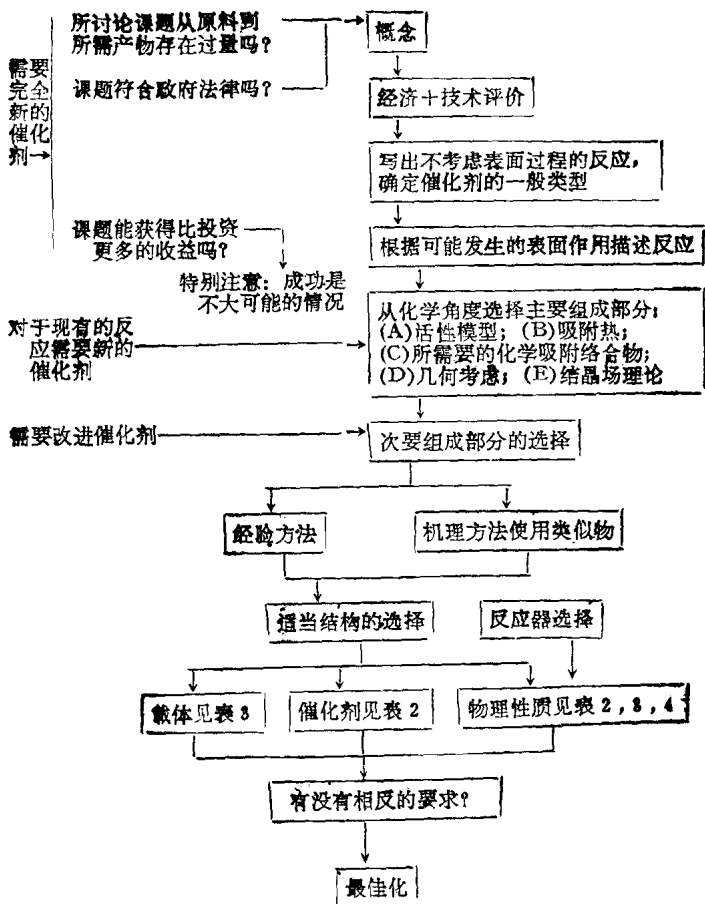 所讨论课题从原料到
所需产物存在过量吗?
概念
需要
完全
新的
催化
剂
课题符合政府法律吗?
经济+技术评价
写出不考虑表面过程的反应,
确定催化剂的一般类型
课题能获得比投资
更多的收益吗?
根据可能发生的表面作用描述反应
特别注意:成功是
不大可能的情况
对于现有的反
应需要新的
催化剂
从化学角度选择主要组成部分:
(A)活性模型; (B)吸附热;
(C)所需要的化学吸附络合物;
(D)几何考虑; (E)结晶场理论
需要改进催化剂
次要组成部分的选择
经验方法
机理方法使用类似物
适当结构的选择
反应器选择
载体见表3
催化剂见表2
物理性质见表2,3,4
有没有相反的要求?
最佳化